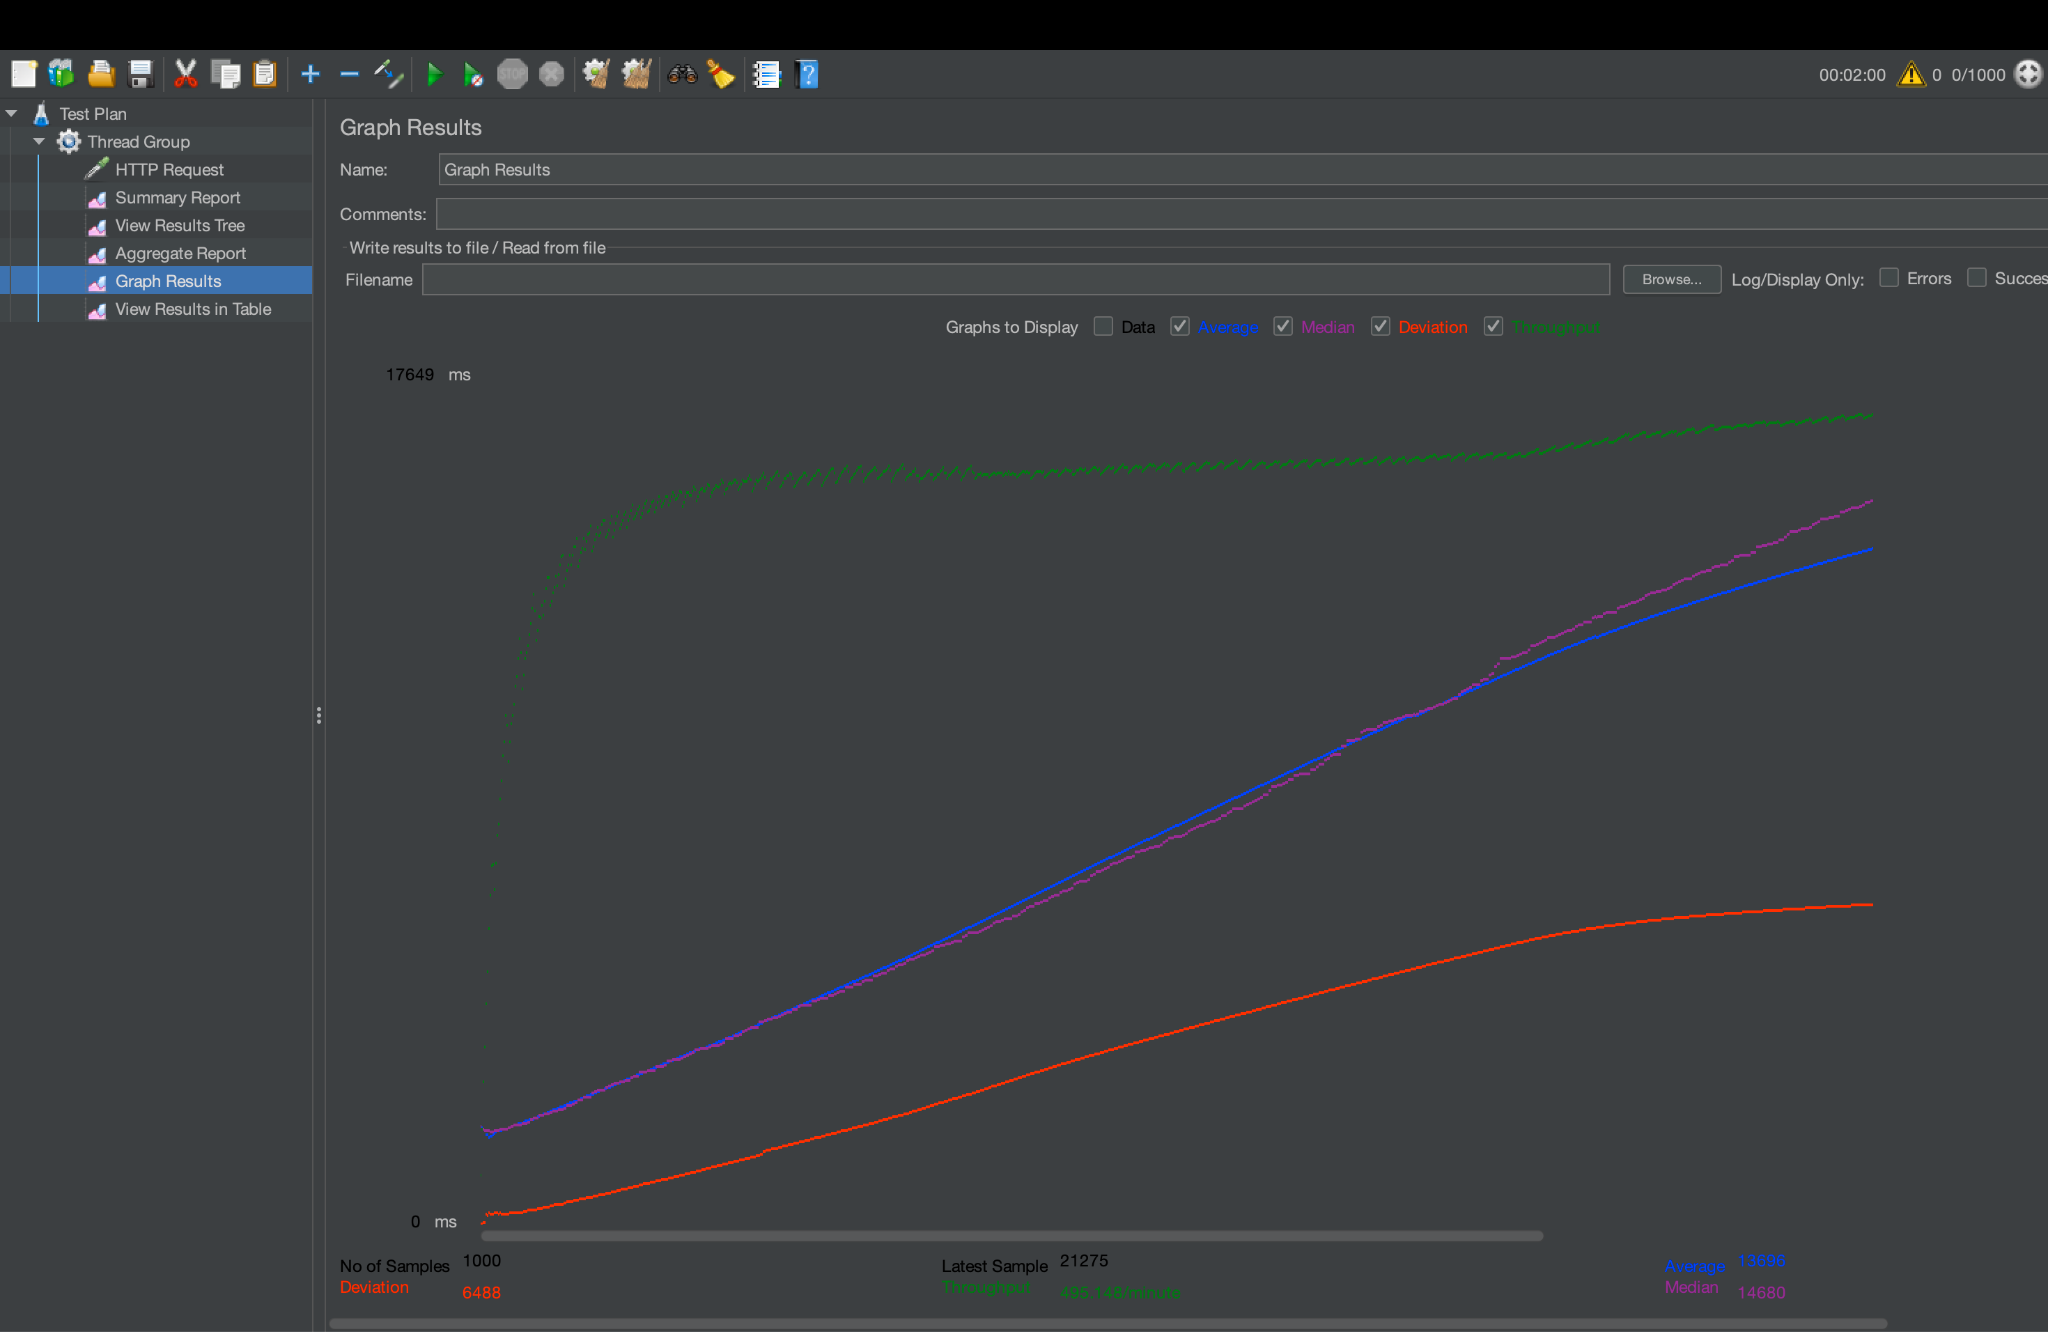 00:02:00 0 0/1000
Test Plan
Thread Group
HTTP Request
Summary Report
View Results Tree
Aggregate Report
Graph Results
View Results in Table
Graph Results
Name: Graph Results
Comments:
Write results to file / Read from file
Filename Browse... Log/Display Only: Errors Succes
Graphs to Display Data Average Median Deviation Throughput
17649 ms
0 ms
No of Samples 1000 Latest Sample 21275 Average
Deviation 6488 Throughput 495.148/minute Median 14680